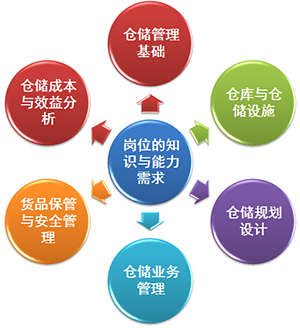 仓储管理
基础
仓储成本
与效益分
析
仓库与仓
储设施
岗位的知
识与能力
需求
货品保管
与安全管
理
仓储规划
设计
仓储业务
管理